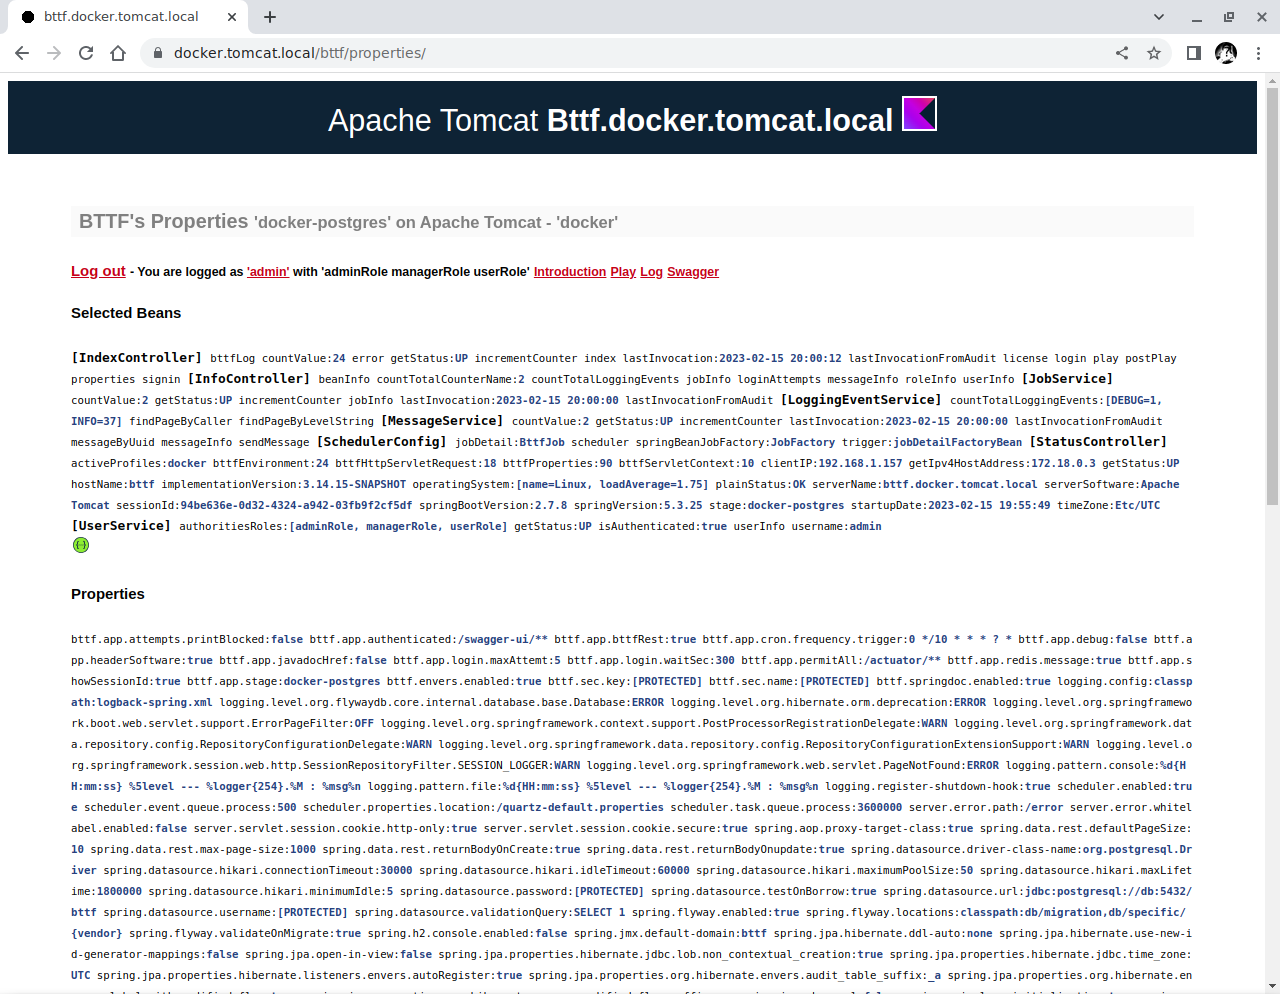 bttf.docker.tomcat.local
docker.tomcat.local/bttf/properties/
Apache Tomcat Bttf.docker.tomcat.local
BTTF's Properties 'docker-postgres' on Apache Tomcat - 'docker'
Log out - You are logged as 'admin' with 'adminRole managerRole userRole' Introduction Play Log Swagger
Selected Beans
[IndexController] bttfLog countValue:24 error getStatus:UP incrementCounter index lastInvocation:2023-02-15 20:00:12 lastInvocationFromAudit license login play postPlay
properties signin [InfoController] beanInfo countTotalCounterName:2 countTotalLoggingEvents jobInfo loginAttempts messageInfo roleInfo userInfo [JobService]
countValue:2 getStatus:UP incrementCounter jobInfo lastInvocation:2023-02-15 20:00:00 lastInvocationFromAudit [LoggingEventService] countTotalLoggingEvents:[DEBUG=1,
INFO=37] findPageByCaller findPageByLevelString [MessageService] countValue:2 getStatus:UP incrementCounter lastInvocation:2023-02-15 20:00:00 lastInvocationFromAudit
messageByUuid messageInfo sendMessage [SchedulerConfig] jobDetail:BttfJob scheduler springBeanJobFactory:JobFactory trigger:jobDetailFactoryBean [StatusController]
activeProfiles:docker bttfEnvironment:24 bttfHttpServletRequest:18 bttfProperties:90 bttfServletContext:10 clientIP:192.168.1.157 getIpv4HostAddress:172.18.0.3 getStatus:UP
hostName:bttf implementationVersion:3.14.15-SNAPSHOT operatingSystem:[name=Linux, loadAverage=1.75] plainStatus:OK serverName:bttf.docker.tomcat.local serverSoftware:Apache
Tomcat sessionId:94be636e-0d32-4324-a942-03fb9f2cf5df springBootVersion:2.7.8 springVersion:5.3.25 stage:docker-postgres startupDate:2023-02-15 19:55:49 timeZone:Etc/UTC
[UserService] authoritiesRoles:[adminRole, managerRole, userRole] getStatus:UP isAuthenticated:true userInfo username:admin
Properties
bttf.app.attempts.printBlocked:false bttf.app.authenticated:/swagger-ui/** bttf.app.bttfRest:true bttf.app.cron.frequency.trigger:0 */10 * * * ? * bttf.app.debug:false bttf.a
pp.headerSoftware:true bttf.app.javadocHref:false bttf.app.login.maxAttemt:5 bttf.app.login.waitSec:300 bttf.app.permitAll:/actuator/** bttf.app.redis.message:true bttf.app.s
howSessionId:true bttf.app.stage:docker-postgres bttf.envers.enabled:true bttf.sec.key:[PROTECTED] bttf.sec.name:[PROTECTED] bttf.springdoc.enabled:true logging.config:classp
ath:logback-spring.xml logging.level.org.flywaydb.core.internal.database.base.Database:ERROR logging.level.org.hibernate.orm.deprecation:ERROR logging.level.org.springframewo
rk.boot.web.servlet.support.ErrorPageFilter:OFF logging.level.org.springframework.context.support.PostProcessorRegistrationDelegate:WARN logging.level.org.springframework.dat
a.repository.config.RepositoryConfigurationDelegate:WARN logging.level.org.springframework.data.repository.config.RepositoryConfigurationExtensionSupport:WARN logging.level.o
rg.springframework.session.web.http.SessionRepositoryFilter.SESSION_LOGGER:WARN logging.level.org.springframework.web.servlet.PageNotFound:ERROR logging.pattern.console:%d{H
H:mm:ss} %5level --- %logger{254}.%M : %msg%n logging.pattern.file:%d{HH:mm:ss} %5level --- %logger{254}.%M : %msg%n logging.register-shutdown-hook:true scheduler.enabled:tru
e scheduler.event.queue.process:500 scheduler.properties.location:/quartz-default.properties scheduler.task.queue.process:3600000 server.error.path:/error server.error.whitel
abel.enabled:false server.servlet.session.cookie.http-only:true server.servlet.session.cookie.secure:true spring.aop.proxy-target-class:true spring.data.rest.defaultPageSize:
10 spring.data.rest.max-page-size:1000 spring.data.rest.returnBodyOnCreate:true spring.data.rest.returnBodyOnupdate:true spring.datasource.driver-class-name:org.postgresql.Dr
iver spring.datasource.hikari.connectionTimeout:30000 spring.datasource.hikari.idleTimeout:60000 spring.datasource.hikari.maximumPoolSize:50 spring.datasource.hikari.maxLifet
ime:1800000 spring.datasource.hikari.minimumIdle:5 spring.datasource.password:[PROTECTED] spring.datasource.testOnBorrow:true spring.datasource.url:jdbc:postgresql://db:5432/
bttf spring.datasource.username:[PROTECTED] spring.datasource.validationQuery:SELECT 1 spring.flyway.enabled:true spring.flyway.locations:classpath:db/migration,db/specific/
{vendor} spring.flyway.validateOnMigrate:true spring.h2.console.enabled:false spring.jmx.default-domain:bttf spring.jpa.hibernate.ddl-auto:none spring.jpa.hibernate.use-new-i
d-generator-mappings:false spring.jpa.open-in-view:false spring.jpa.properties.hibernate.jdbc.lob.non_contextual_creation:true spring.jpa.properties.hibernate.jdbc.time_zone:
UTC spring.jpa.properties.hibernate.listeners.envers.autoRegister:true spring.jpa.properties.org.hibernate.envers.audit_table_suffix:_a spring.jpa.properties.org.hibernate.en